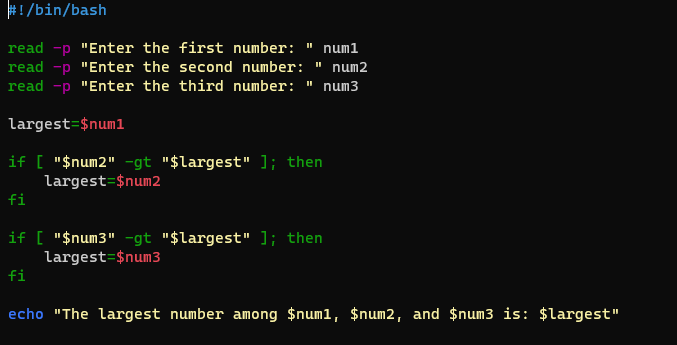 #!/bin/bash
read -p "Enter the first number: " num1
read -p "Enter the second number: " num2
read -p "Enter the third number: " num3
largest=$num1
if [ "$num2" -gt "$largest" ]; then
    largest=$num2
fi
if [ "$num3" -gt "$largest" ]; then
    largest=$num3
fi
echo "The largest number among $num1, $num2, and $num3 is: $largest"